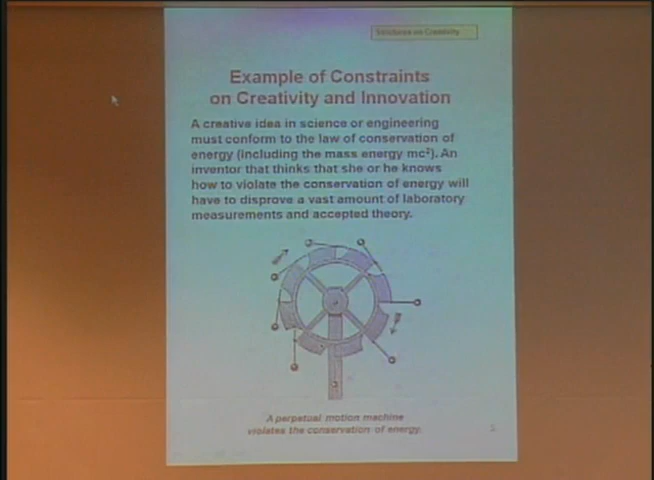 Strictures on Creativity
Example of Constraints
on Creativity and Innovation
A creative idea in science or engineering
must conform to the law of conservation of
energy (including the mass energy mc²). An
inventor that thinks that she or he knows
how to violate the conservation of energy will
have to disprove a vast amount of laboratory
measurements and accepted theory.
A perpetual motion machine
violates the conservation of energy.